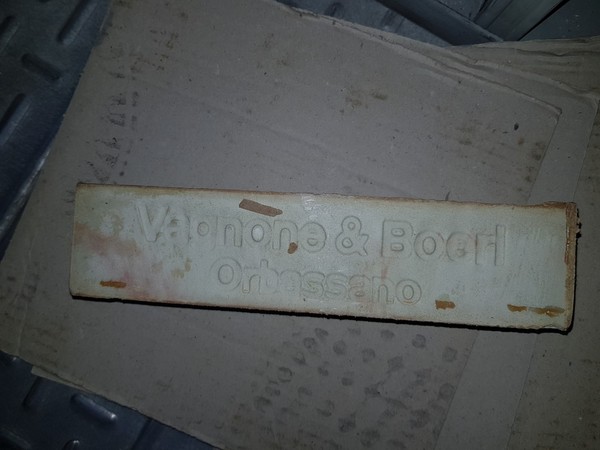 Vagnone & Boeri
Orbassano